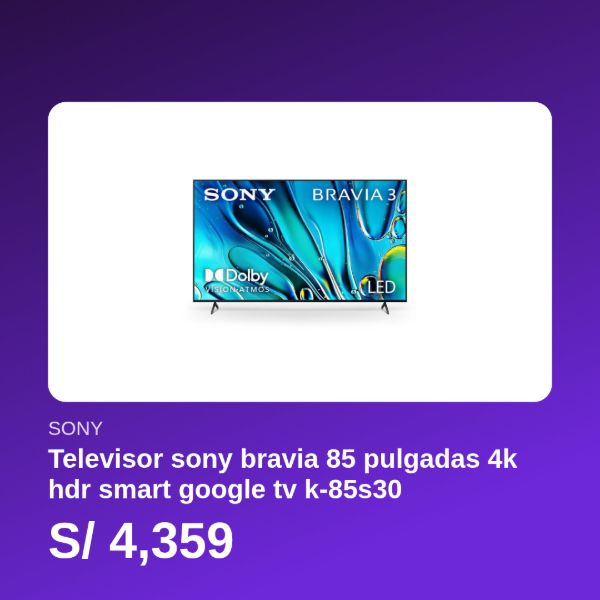 SONY BRAVIA 3
Dolby LED
VISION·ATMOS
SONY
Televisor sony bravia 85 pulgadas 4k
hdr smart google tv k-85s30
S/ 4,359